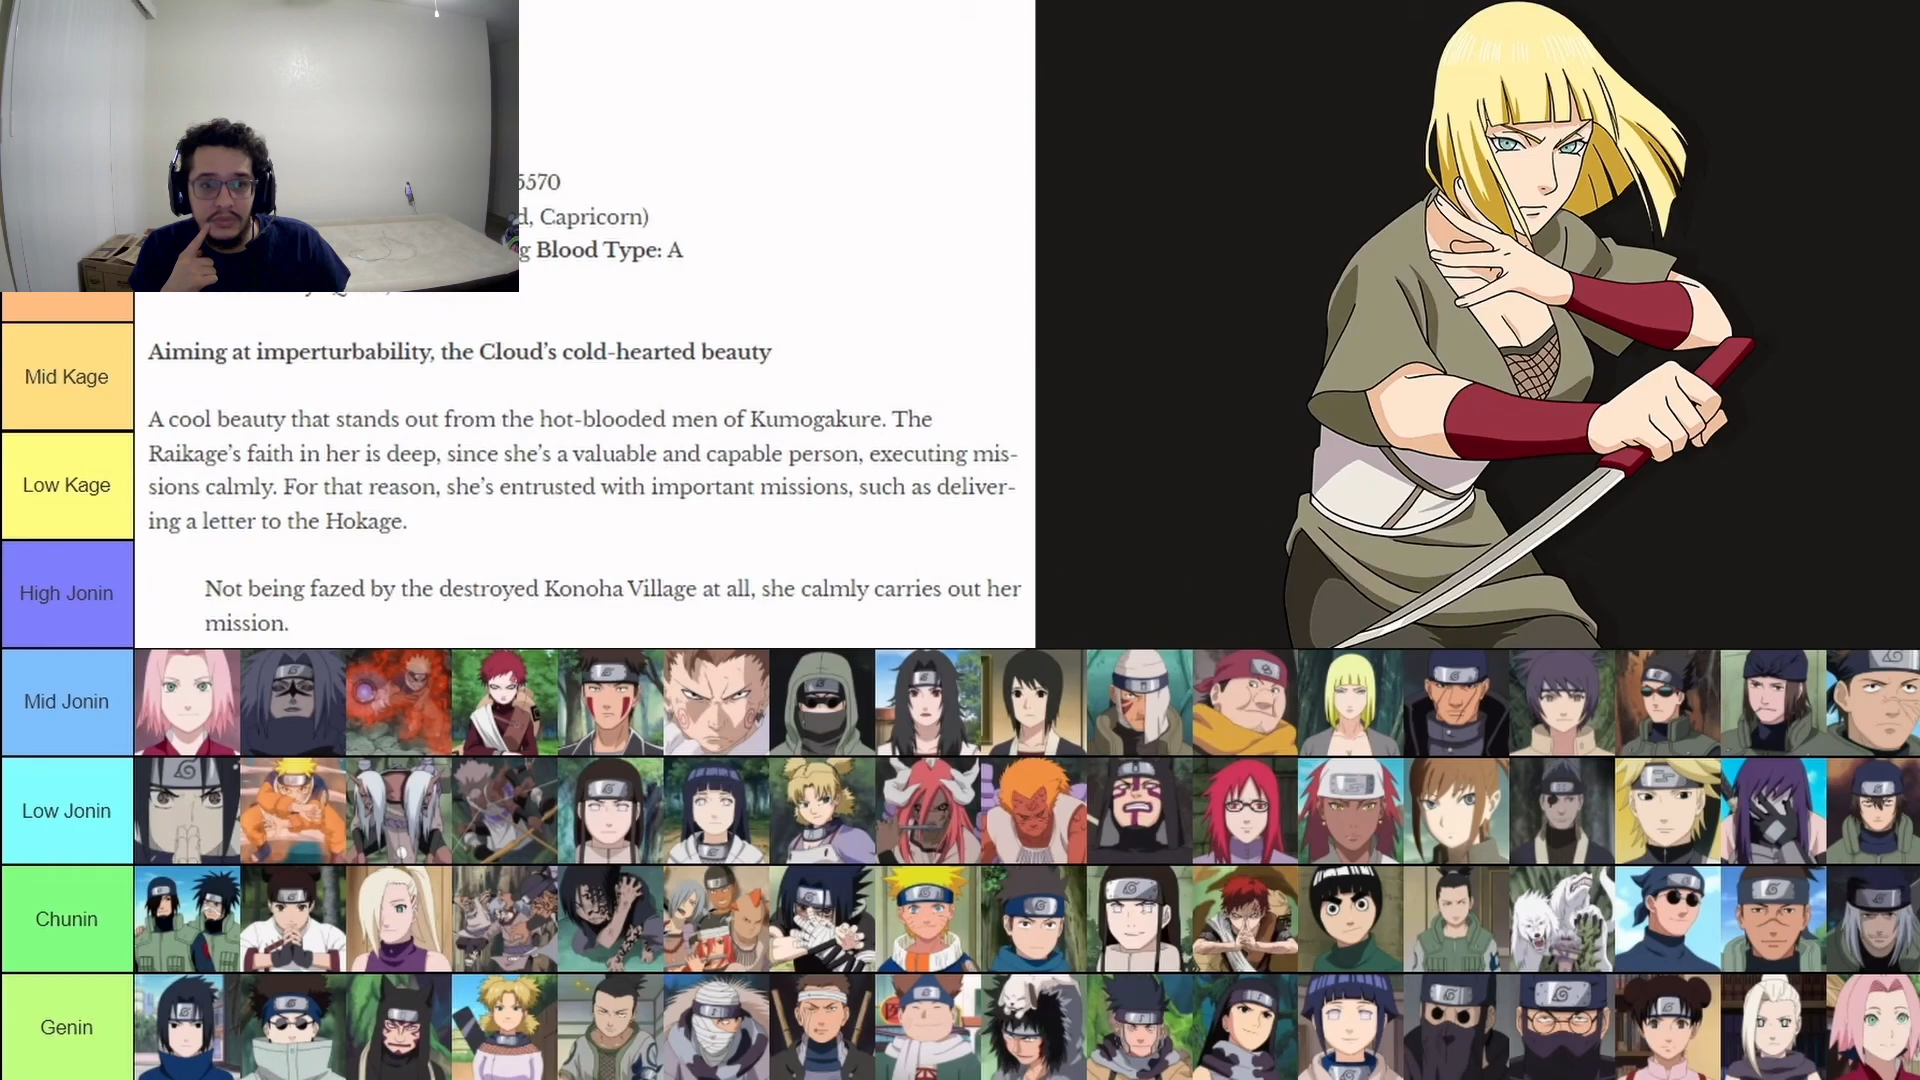 5570
d, Capricorn)
g Blood Type: A
Aiming at imperturbability, the Cloud’s cold-hearted beauty
A cool beauty that stands out from the hot-blooded men of Kumogakure. The
Raikage’s faith in her is deep, since she’s a valuable and capable person, executing mis-
sions calmly. For that reason, she’s entrusted with important missions, such as deliver-
ing a letter to the Hokage.
Not being fazed by the destroyed Konoha Village at all, she calmly carries out her
mission.
Mid Kage
Low Kage
High Jonin
Mid Jonin
Low Jonin
Chunin
Genin